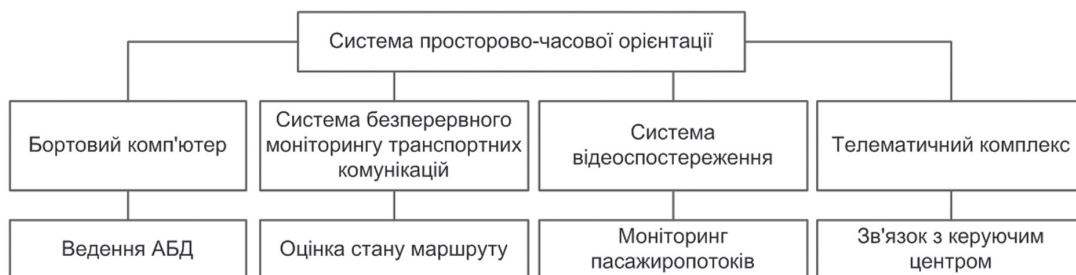 Система просторово-часової орієнтації
Бортовий комп'ютер
Система безперервного
моніторингу транспортних
комунікацій
Система
відеоспостереження
Телематичний комплекс
Ведення АБД
Оцінка стану маршруту
Моніторинг
пасажиропотоків
Зв'язок з керуючим
центром